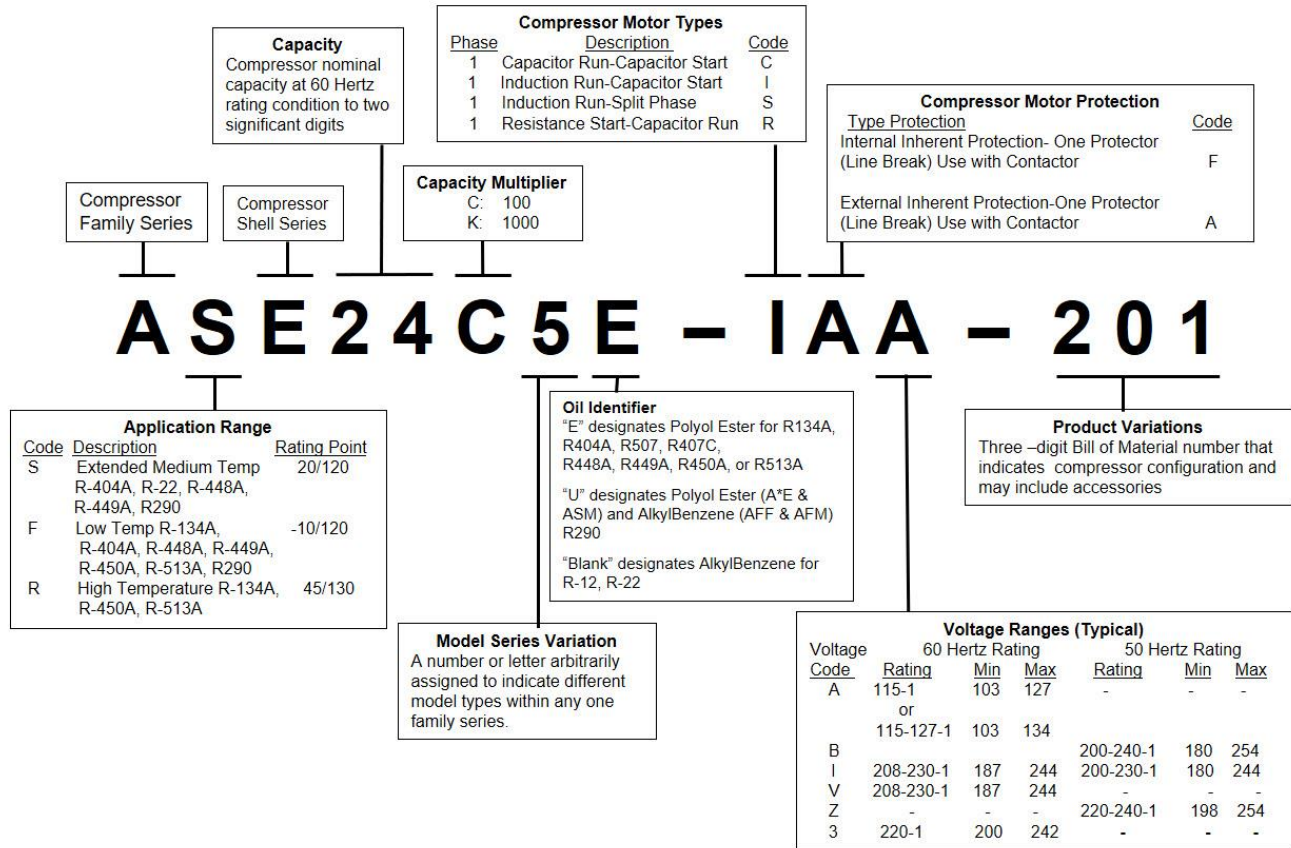 Compressor Motor Types
Phase Description Code
1 Capacitor Run-Capacitor Start C
1 Induction Run-Capacitor Start I
1 Induction Run-Split Phase S
1 Resistance Start-Capacitor Run R
Capacity
Compressor nominal
capacity at 60 Hertz
rating condition to two
significant digits
Compressor Motor Protection
Type Protection Code
Internal Inherent Protection- One Protector
(Line Break) Use with Contactor F
External Inherent Protection-One Protector
(Line Break) Use with Contactor A
Compressor
Family Series
Compressor
Shell Series
Capacity Multiplier
C: 100
K: 1000
ASE24C5E – IAA – 201
Application Range
Code Description Rating Point
S Extended Medium Temp 20/120
R-404A, R-22, R-448A,
R-449A, R290
F Low Temp R-134A, -10/120
R-404A, R-448A, R-449A,
R-450A, R-513A, R290
R High Temperature R-134A, 45/130
R-450A, R-513A
Oil Identifier
“E” designates Polyol Ester for R134A,
R404A, R507, R407C,
R448A, R449A, R450A, or R513A
“U” designates Polyol Ester (A*E &
ASM) and AlkylBenzene (AFF & AFM)
R290
“Blank” designates AlkylBenzene for
R-12, R-22
Product Variations
Three –digit Bill of Material number that
indicates compressor configuration and
may include accessories
Model Series Variation
A number or letter arbitrarily
assigned to indicate different
model types within any one
family series.
Voltage Ranges (Typical)
Voltage 60 Hertz Rating 50 Hertz Rating
Code Rating Min Max Rating Min Max
A 115-1 103 127 - - -
or
115-127-1 103 134
B 200-240-1 180 254
I 208-230-1 187 244 200-230-1 180 244
V 208-230-1 187 244 - - -
Z - - - 220-240-1 198 254
3 220-1 200 242 - - -